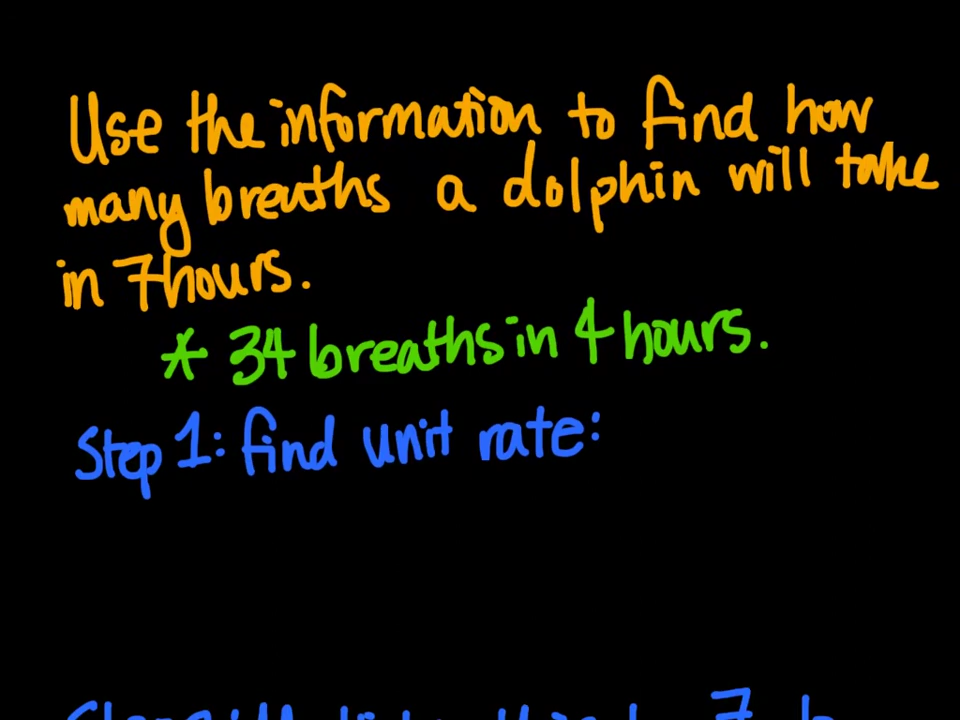 Use the information to find how
many breaths a dolphin will take
in 7 hours.
* 34 breaths in 4 hours.
Step 1: find unit rate:
7